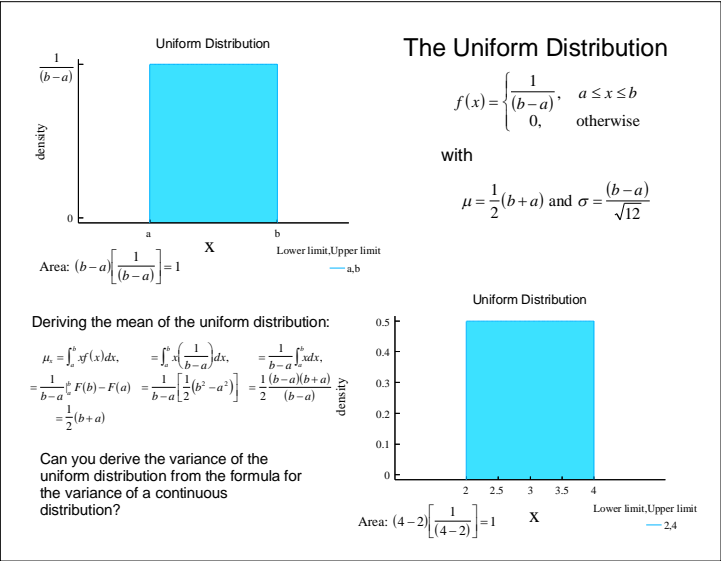 Uniform Distribution
1/(b−a)
density
0
a
b
X
Lower limit,Upper limit
a,b
Area: (b−a)[1/(b−a)]=1
The Uniform Distribution
f(x)={1/(b−a), a≤x≤b
0, otherwise
with
μ=1/2(b+a) and σ=(b−a)/√12
Deriving the mean of the uniform distribution:
μₓ=∫ₐᵇ xf(x)dx, =∫ₐᵇ x(1/(b−a))dx, =1/(b−a)∫ₐᵇ xdx,
=1/(b−a)|ₐᵇ F(b)−F(a) =1/(b−a)[1/2(b²−a²)] =1/2 (b−a)(b+a)/(b−a)
=1/2(b+a)
Can you derive the variance of the
uniform distribution from the formula for
the variance of a continuous
distribution?
Uniform Distribution
0.5
0.4
0.3
0.2
0.1
0
density
2 2.5 3 3.5 4
X
Lower limit,Upper limit
2,4
Area: (4−2)[1/(4−2)]=1